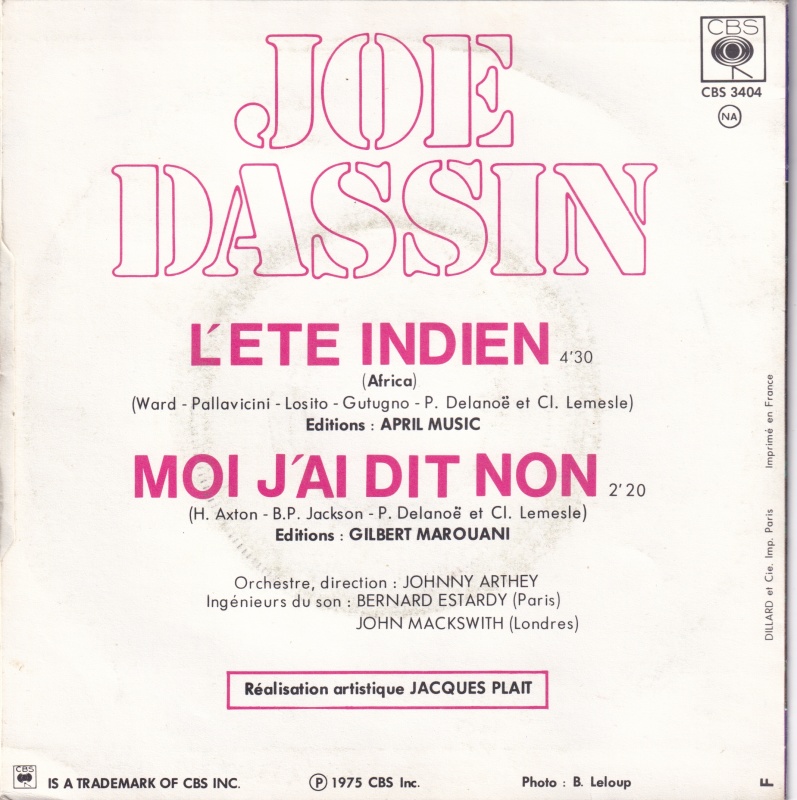 CBS
CBS 3404
NA
JOE
DASSIN
L'ETE INDIEN 4'30
(Africa)
(Ward - Pallavicini - Losito - Gutugno - P. Delanoë et Cl. Lemesle)
Editions : APRIL MUSIC
MOI J'AI DIT NON 2'20
(H. Axton - B.P. Jackson - P. Delanoë et Cl. Lemesle)
Editions : GILBERT MAROUANI
Orchestre, direction : JOHNNY ARTHEY
Ingénieurs du son : BERNARD ESTARDY (Paris)
JOHN MACKSWITH (Londres)
Réalisation artistique JACQUES PLAIT
DILLARD et Cie. Imp. Paris Imprimé en France
CBS
IS A TRADEMARK OF CBS INC. Ⓟ 1975 CBS Inc. Photo : B. Leloup
F